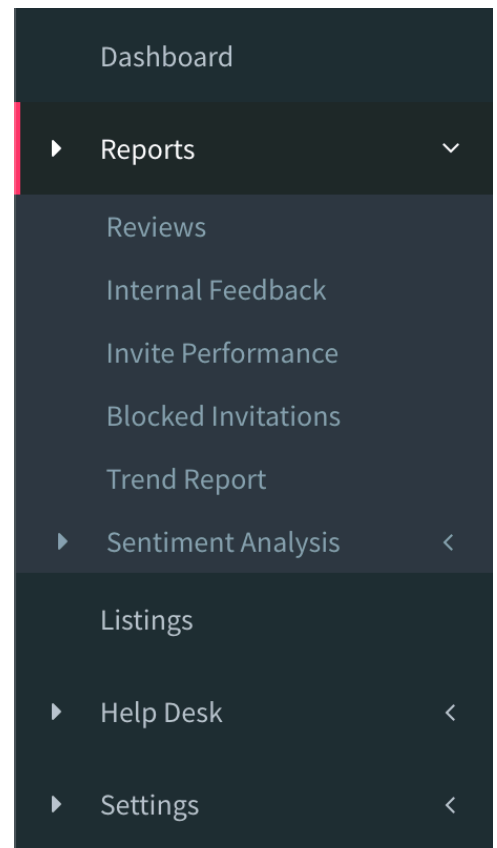 Dashboard
Reports
Reviews
Internal Feedback
Invite Performance
Blocked Invitations
Trend Report
Sentiment Analysis
Listings
Help Desk
Settings